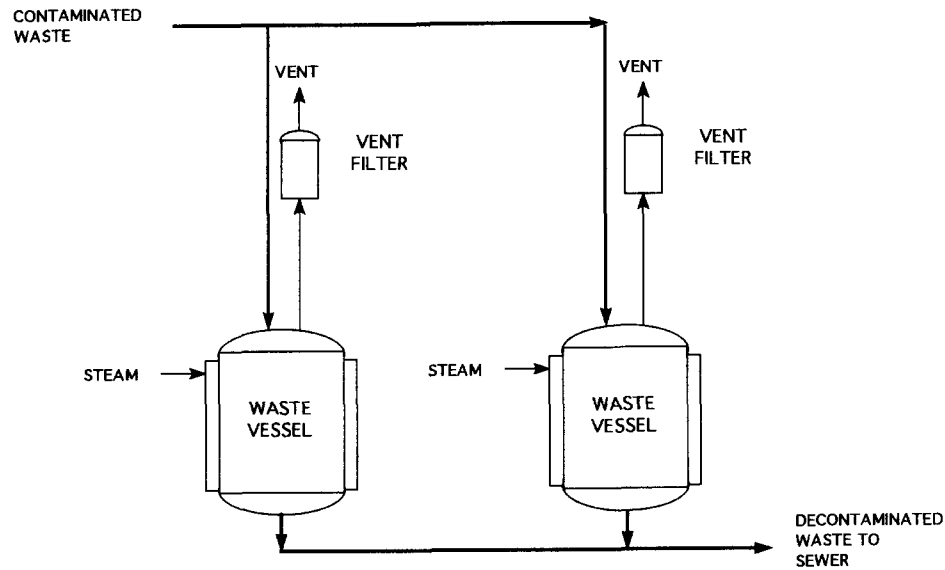 CONTAMINATED
WASTE
VENT
VENT
FILTER
VENT
VENT
FILTER
STEAM
WASTE
VESSEL
STEAM
WASTE
VESSEL
DECONTAMINATED
WASTE TO
SEWER